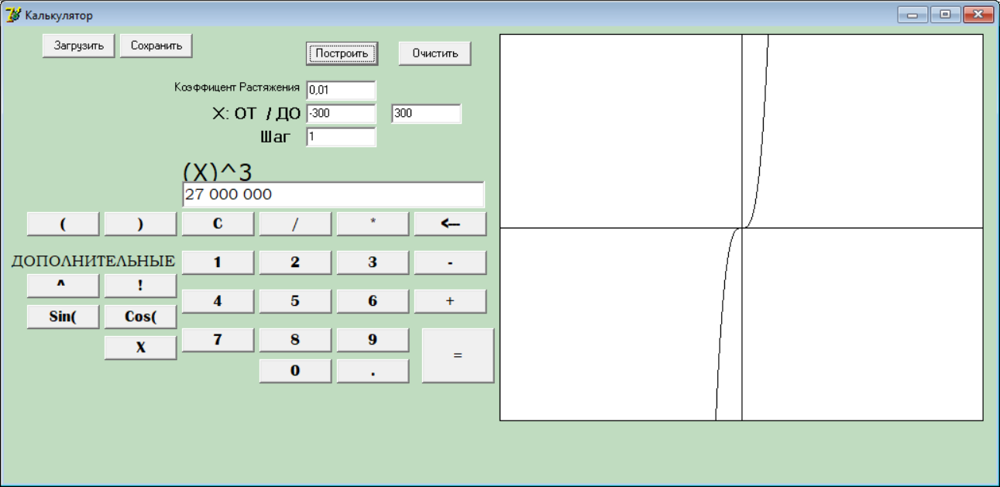 Калькулятор
Загрузить Сохранить
Построить Очистить
Коэффицент Растяжения 0,01
X: ОТ / ДО -300 300
Шаг 1
(X)^3
27 000 000
( ) C / * <---
ДОПОЛНИТЕЛЬНЫЕ 1 2 3 -
^ !
4 5 6 +
Sin( Cos(
7 8 9 =
X
0 .